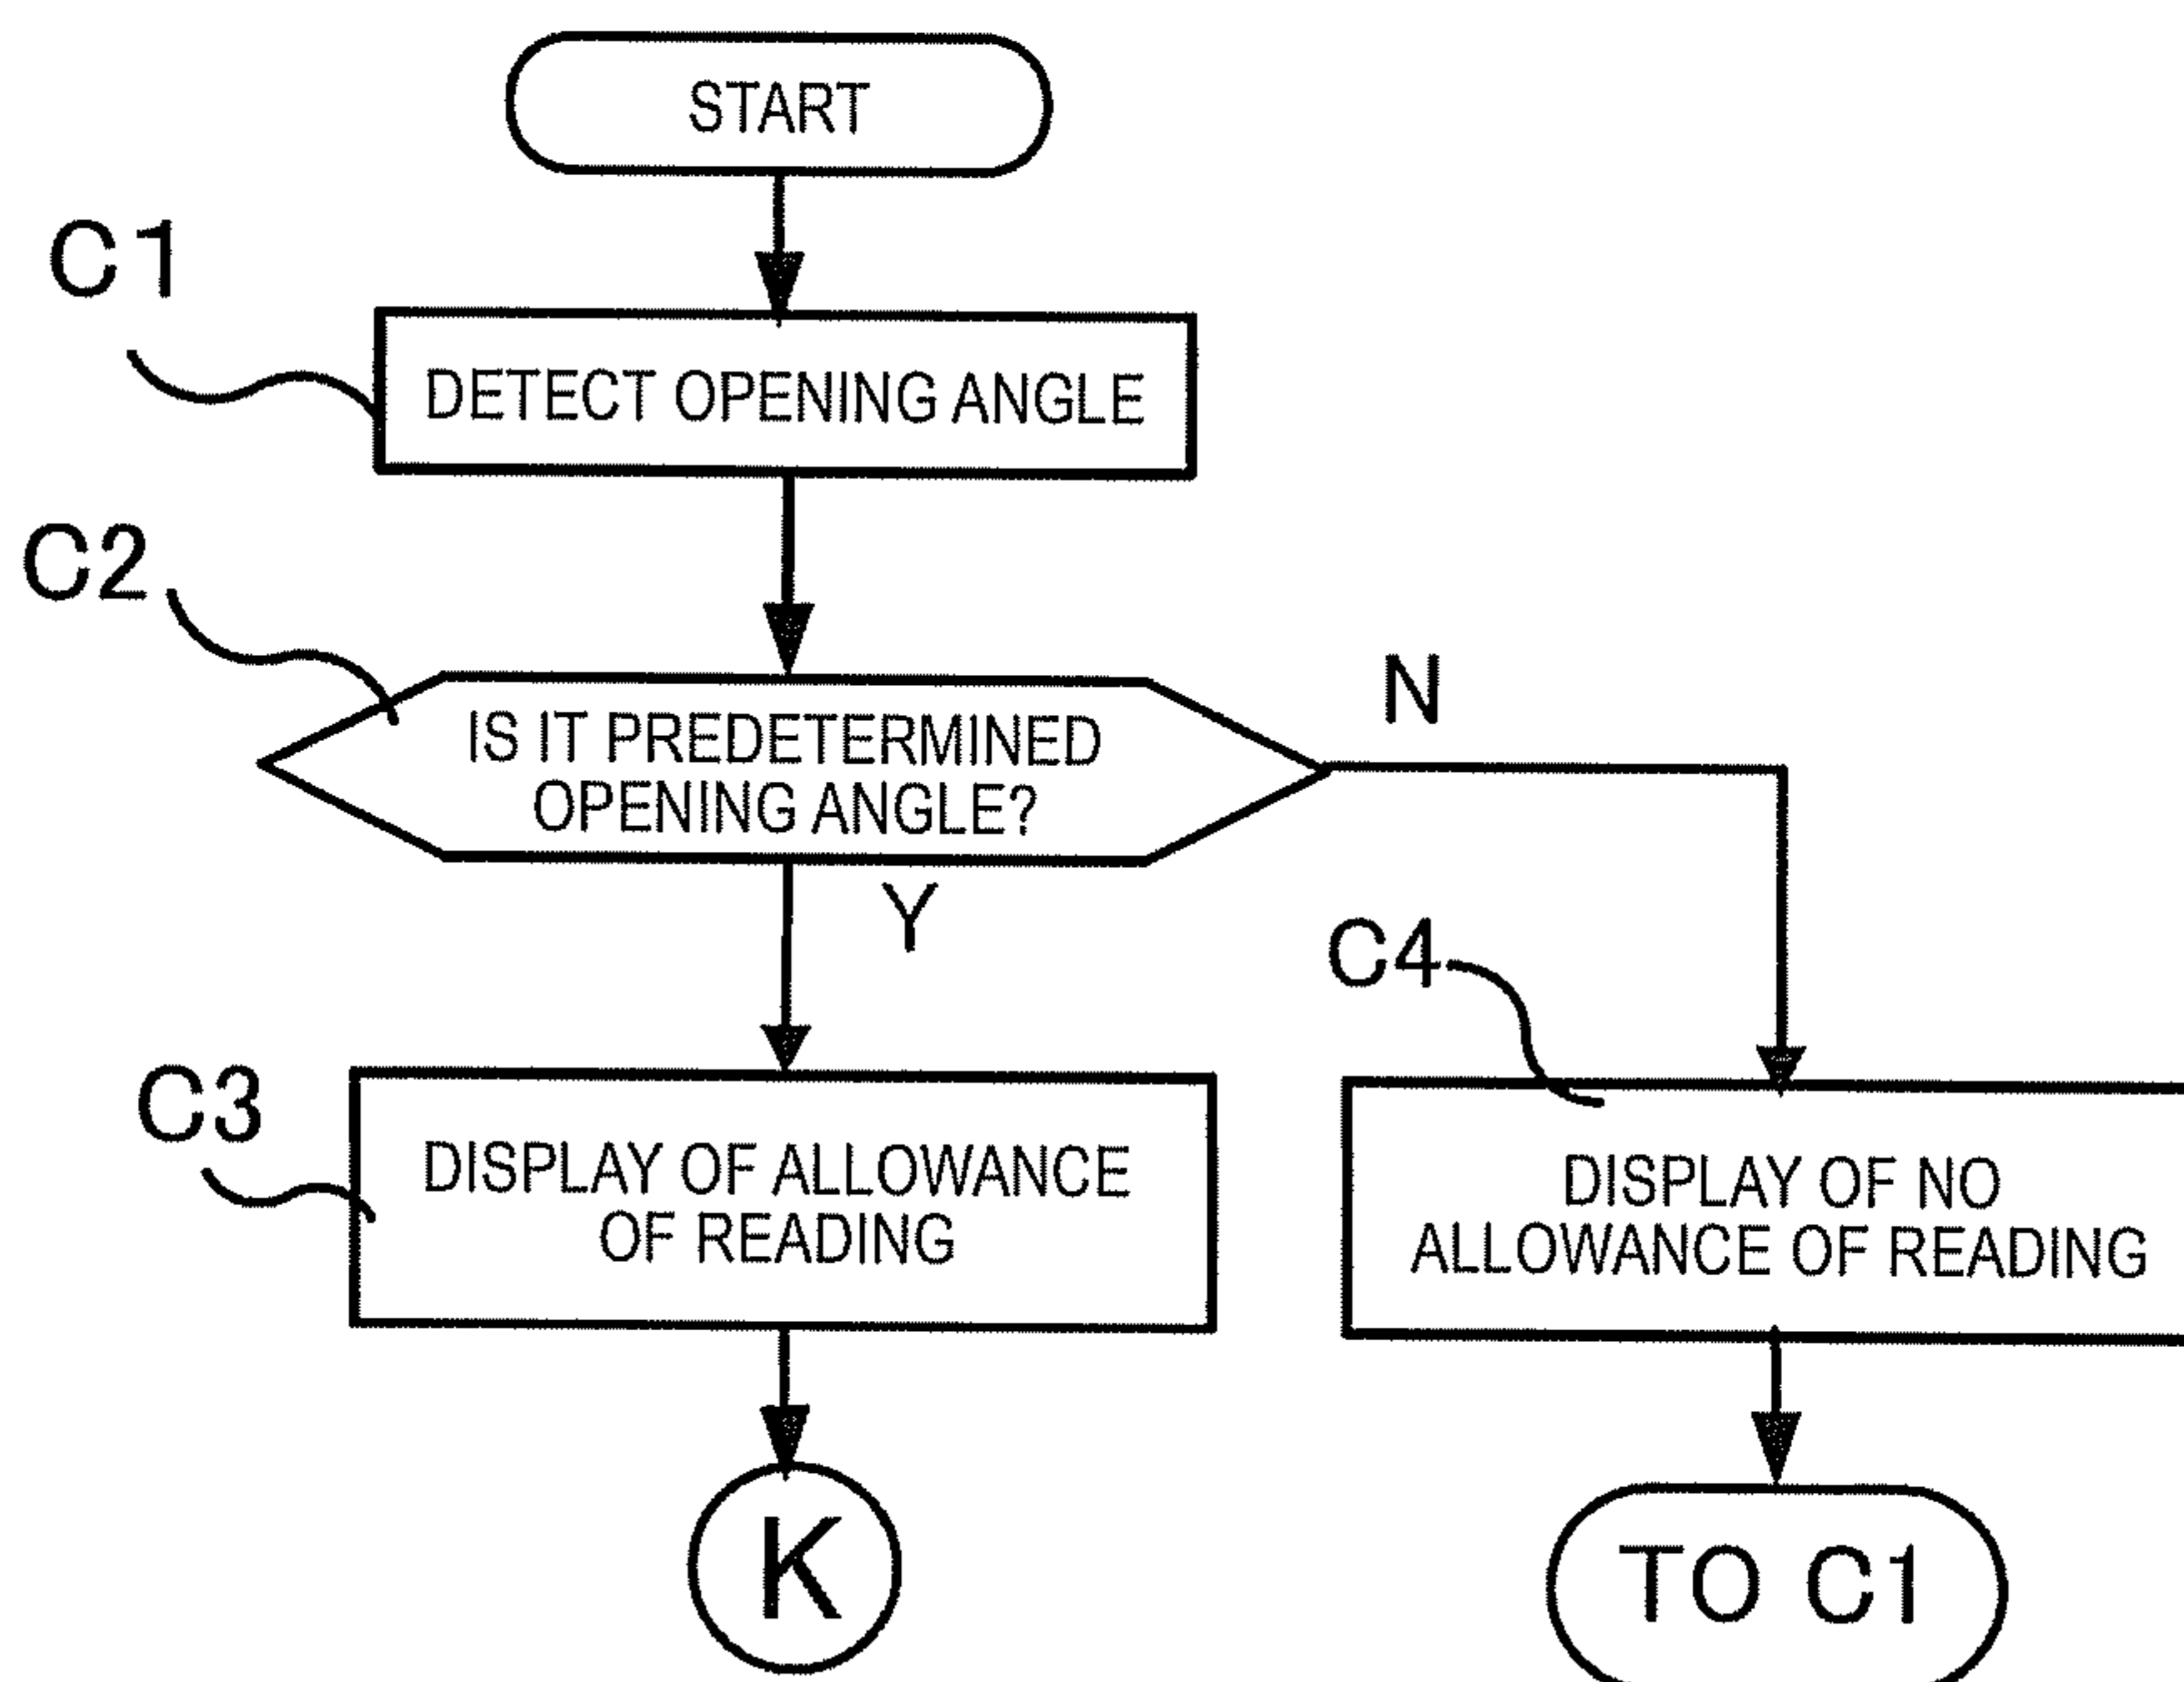 START
C1
DETECT OPENING ANGLE
C2
IS IT PREDETERMINED
OPENING ANGLE?
N
Y
C4
C3
DISPLAY OF ALLOWANCE
OF READING
DISPLAY OF NO
ALLOWANCE OF READING
K
TO C1